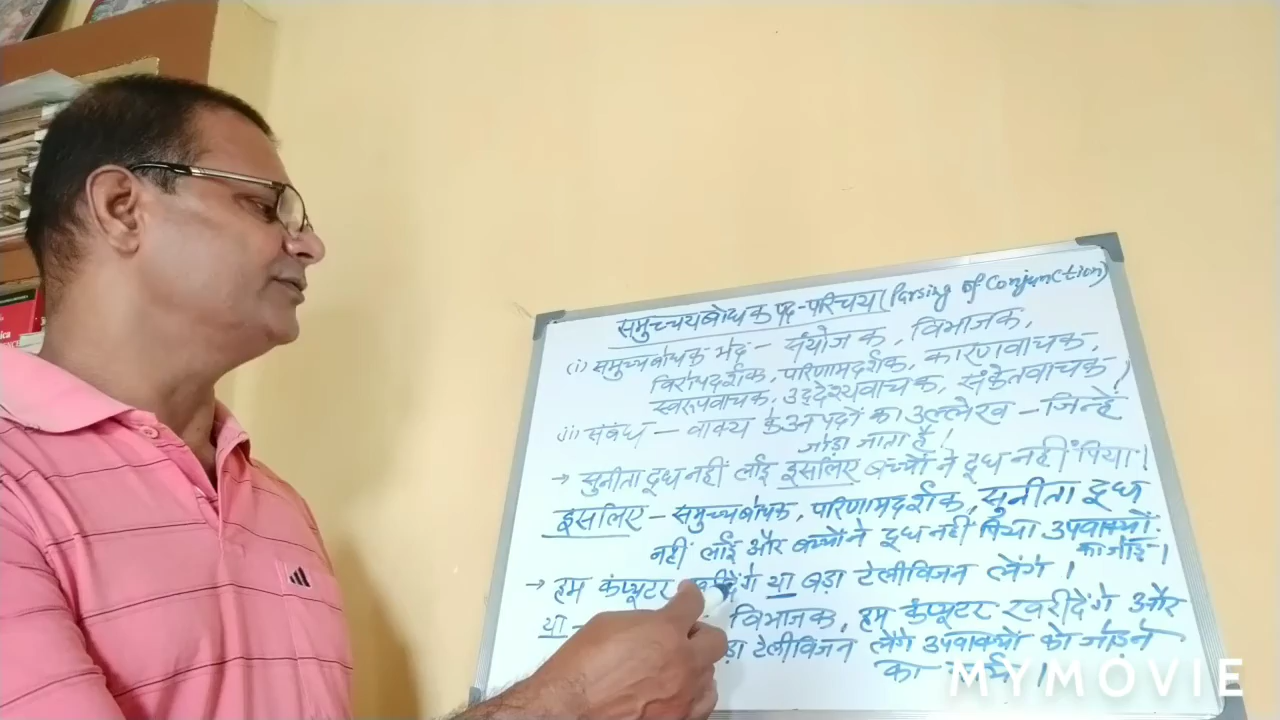 समुच्चयबोधक पद-परिचय (Parsing of Conjunction)
(i) समुच्यबोधक भेद - संयोजक, विभाजक,
विरोधदर्शक, परिणामदर्शक, कारणवाचक,
स्वरूपवाचक, उद्देश्यवाचक, संकेतवाचक।
(ii) संबंध - वाक्य के उन पदों का उल्लेख - जिन्हें
जोड़ा जाता है।
→ सुनीता दूध नहीं लाई इसलिए बच्चों ने दूध नहीं पिया।
इसलिए - समुच्यबोधक, परिणामदर्शक, सुनीता दूध
नहीं लाई और बच्चों ने दूध नहीं पिया उपवाक्यों
का जोड़।
→ हम कंप्यूटर खरीदेंगे या बड़ा टेलीविजन लेंगे।
या - विभाजक, हम कंप्यूटर खरीदेंगे और
टेलीविजन लेंगे उपवाक्यों को जोड़ने
का
MYMOVIE